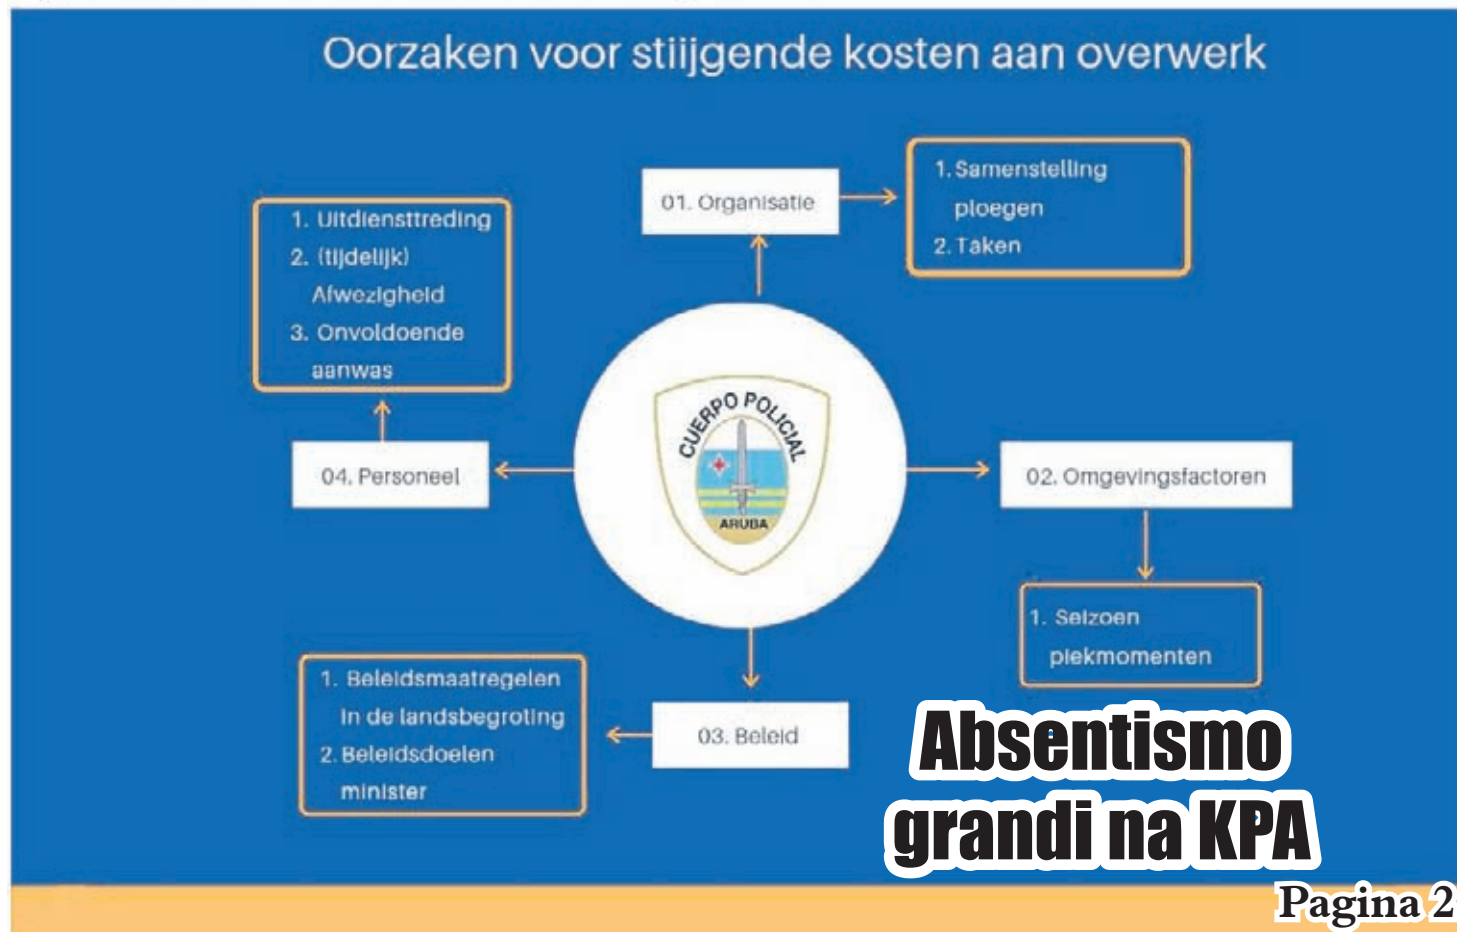 Oorzaken voor stiijgende kosten aan overwerk
01. Organisatie
1. Samenstelling
ploegen
2. Taken
1. Uitdiensttreding
2. (tijdelijk)
Afwezigheid
3. Onvoldoende
aanwas
04. Personeel
CUERPO POLICIAL
ARUBA
02. Omgevingsfactoren
1. Seizoen
piekmomenten
1. Beleidsmaatregelen
in de landsbegroting
2. Beleidsdoelen
minister
03. Beleid
Absentismo
grandi na KPA
Pagina 2